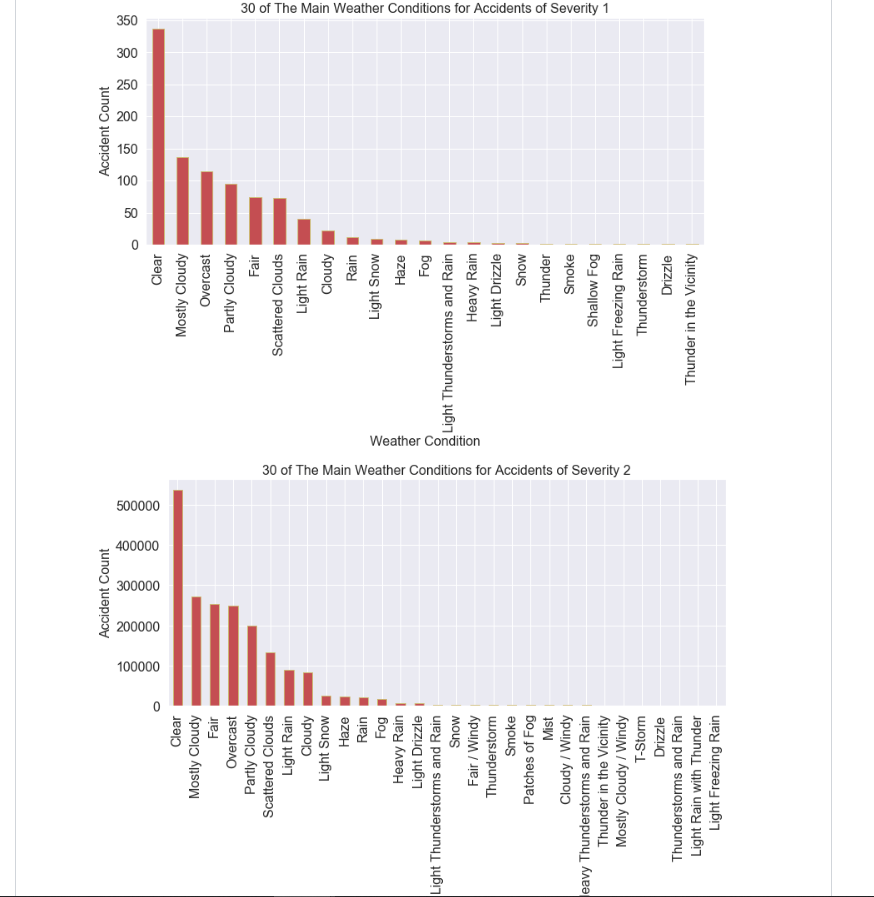 30 of The Main Weather Conditions for Accidents of Severity 1
350
300
250
200
150
100
50
0
Accident Count
Clear
Mostly Cloudy
Overcast
Partly Cloudy
Fair
Scattered Clouds
Light Rain
Cloudy
Rain
Light Snow
Haze
Fog
Light Thunderstorms and Rain
Heavy Rain
Light Drizzle
Snow
Thunder
Smoke
Shallow Fog
Light Freezing Rain
Thunderstorm
Drizzle
Thunder in the Vicinity
Weather Condition
30 of The Main Weather Conditions for Accidents of Severity 2
500000
400000
300000
200000
100000
0
Accident Count
Clear
Mostly Cloudy
Fair
Overcast
Partly Cloudy
Scattered Clouds
Light Rain
Cloudy
Light Snow
Haze
Rain
Fog
Heavy Rain
Light Drizzle
Light Thunderstorms and Rain
Snow
Fair / Windy
Thunderstorm
Smoke
Patches of Fog
Mist
Cloudy / Windy
eavy Thunderstorms and Rain
Thunder in the Vicinity
Mostly Cloudy / Windy
T-Storm
Drizzle
Thunderstorms and Rain
Light Rain with Thunder
Light Freezing Rain